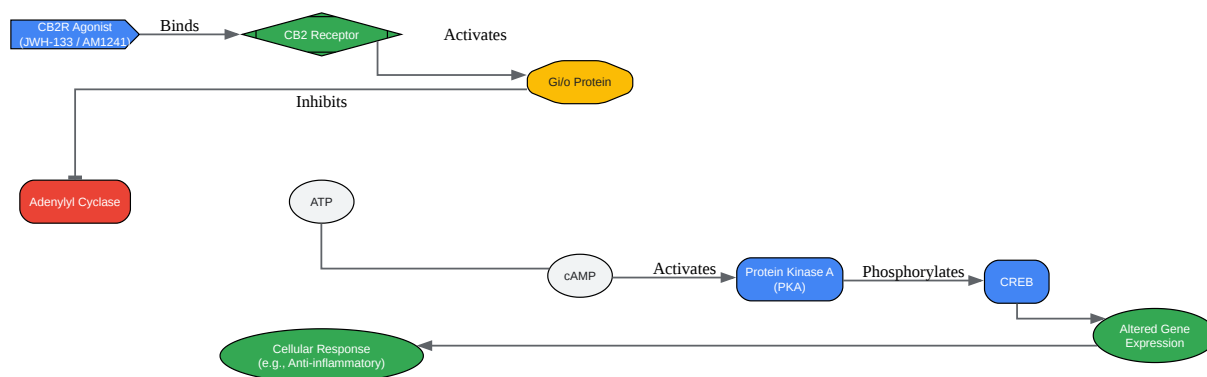 CB2R Agonist
(JWH-133 / AM1241)
Binds
CB2 Receptor
Activates
Gi/o Protein
Inhibits
Adenylyl Cyclase
ATP
cAMP
Activates
Protein Kinase A
(PKA)
Phosphorylates
CREB
Altered Gene
Expression
Cellular Response
(e.g., Anti-inflammatory)